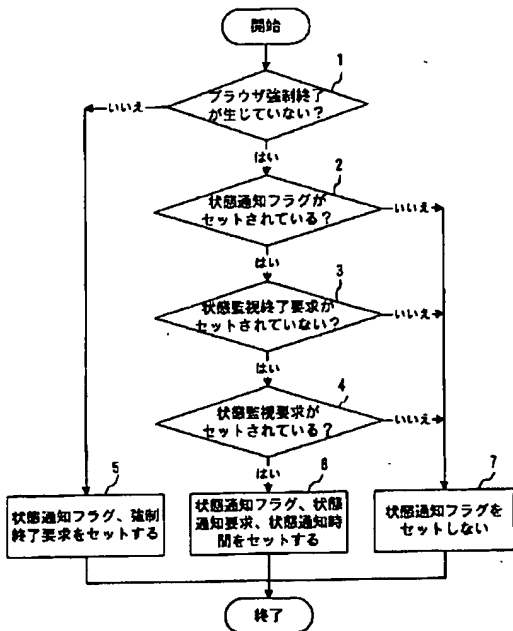 開始
1
ブラウザ強制終了
が生じていない？
いいえ
はい
2
状態通知フラグが
セットされている？
いいえ
はい
3
状態監視終了要求が
セットされていない？
いいえ
はい
4
状態監視要求が
セットされている？
いいえ
はい
5
状態通知フラグ、強制
終了要求をセットする
6
状態通知フラグ、状態
通知要求、状態通知時
間をセットする
7
状態通知フラグを
セットしない
終了